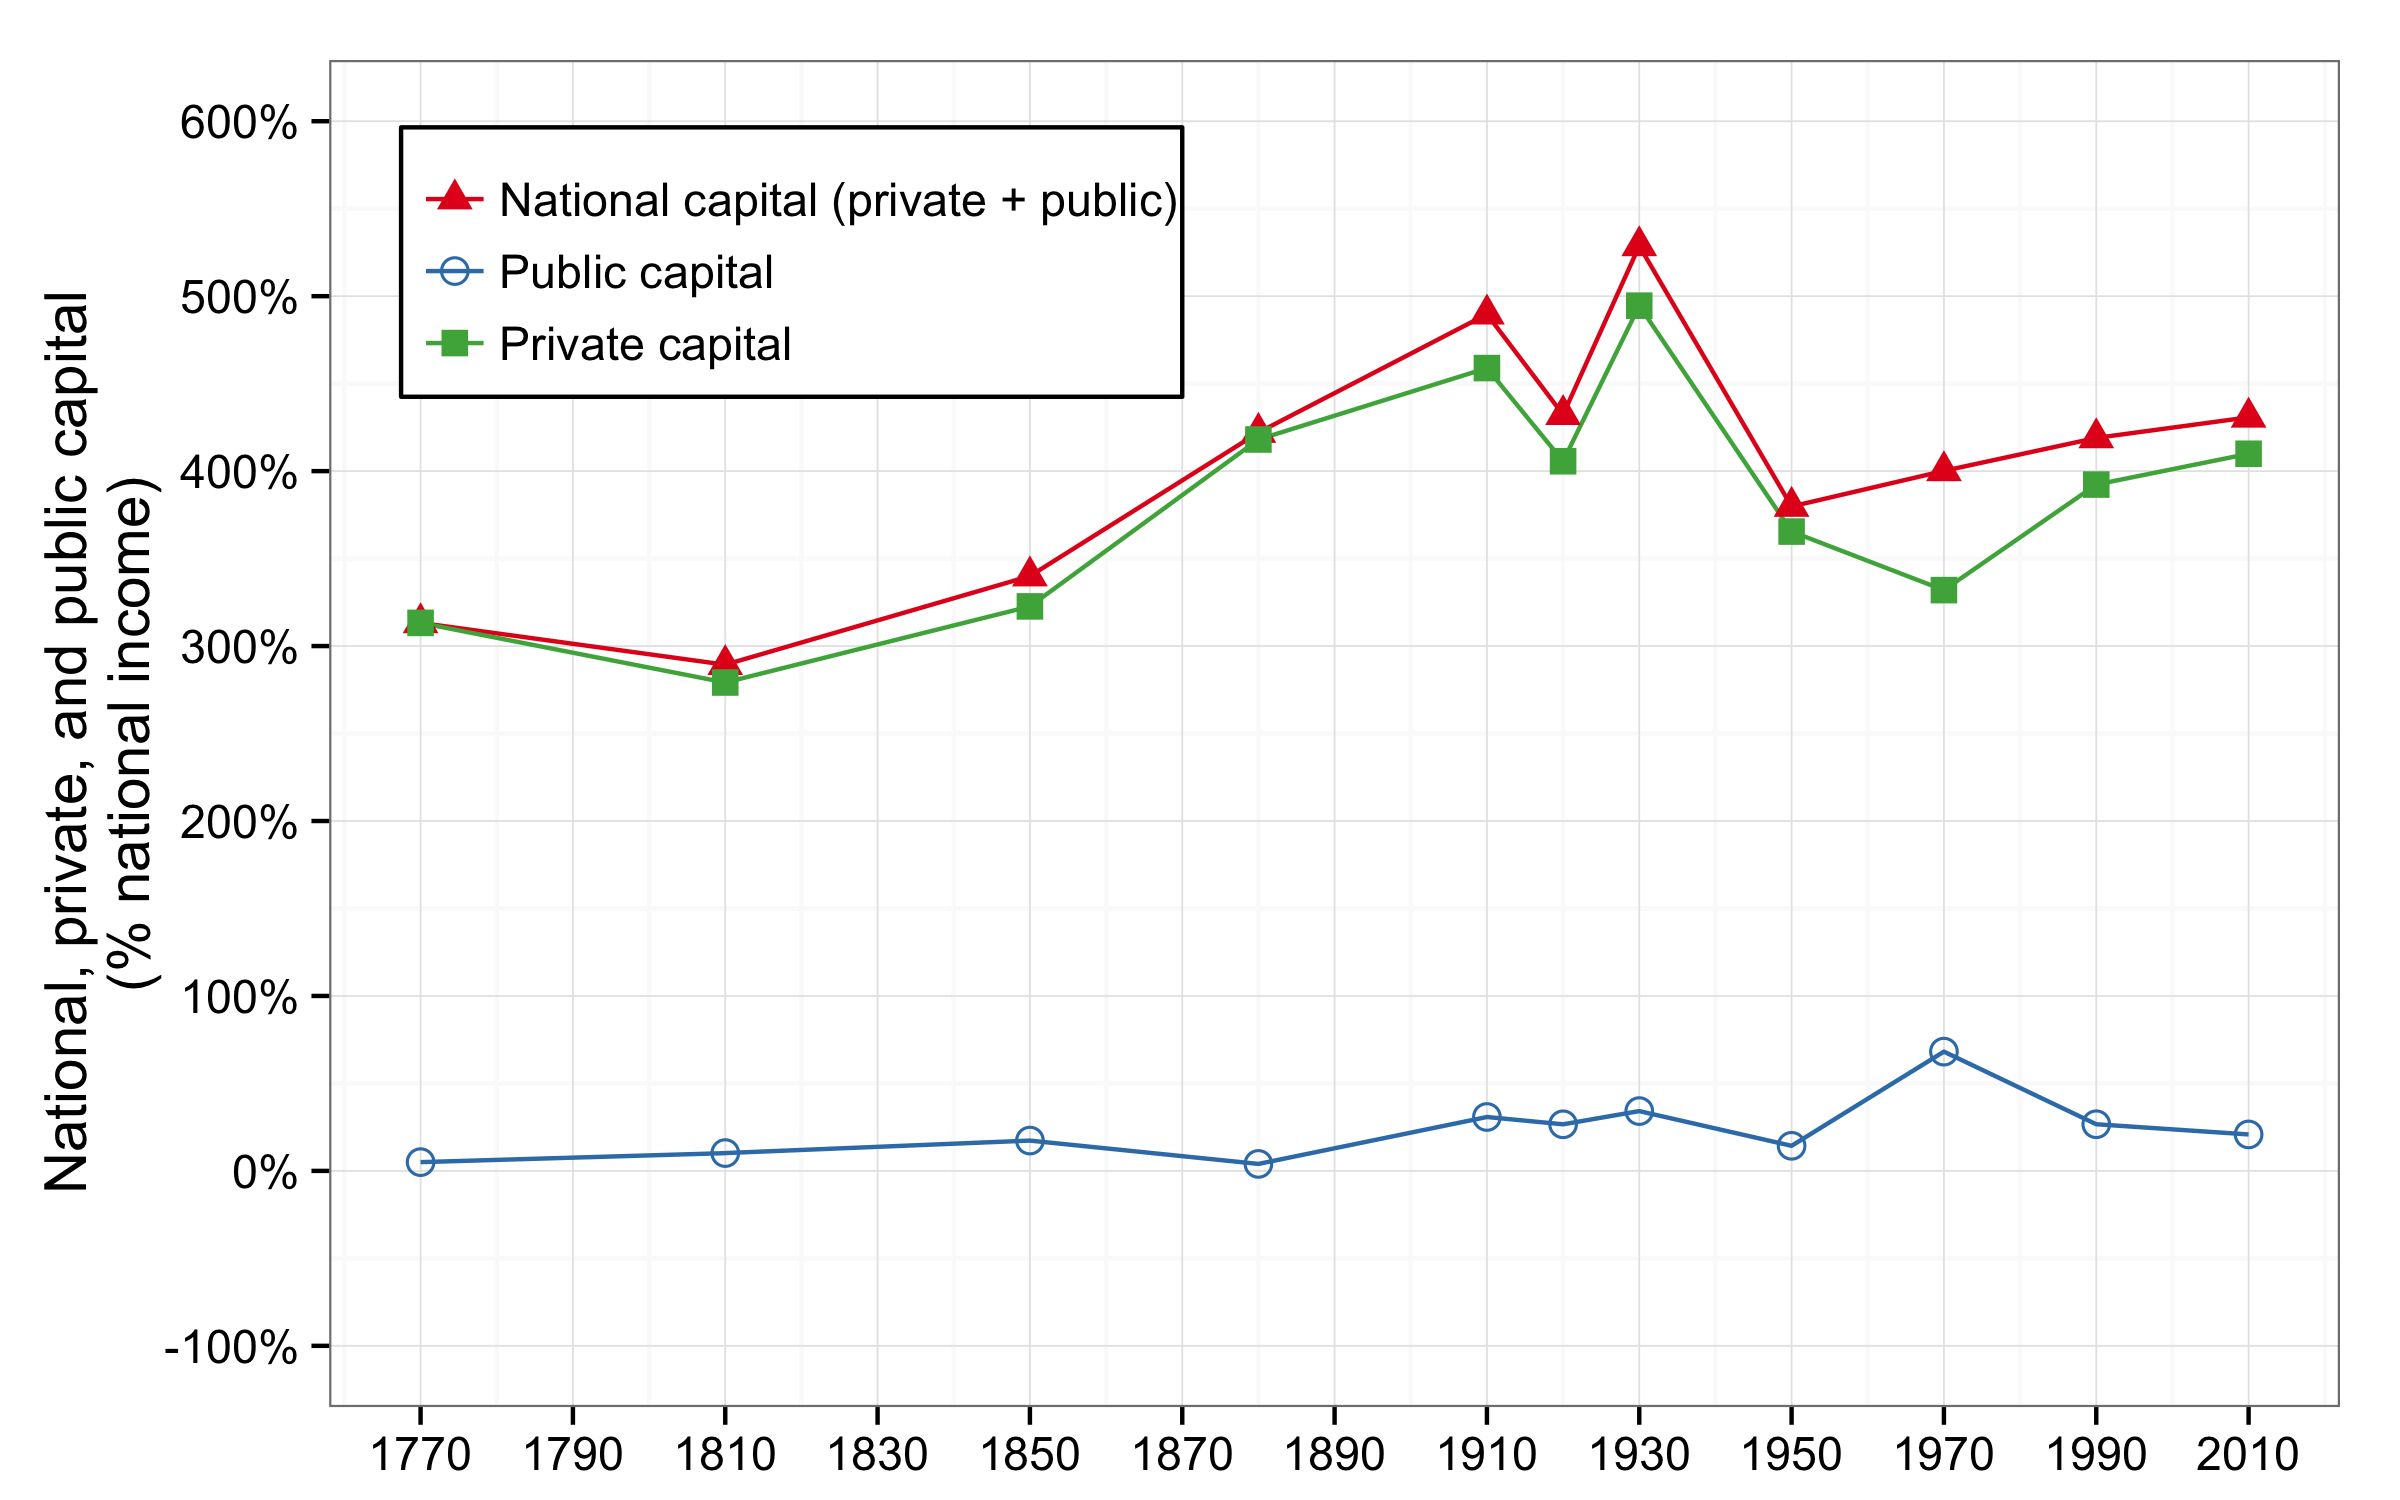 National, private, and public capital
(% national income)
600%
500%
400%
300%
200%
100%
0%
-100%
National capital (private + public)
Public capital
Private capital
1770 1790 1810 1830 1850 1870 1890 1910 1930 1950 1970 1990 2010